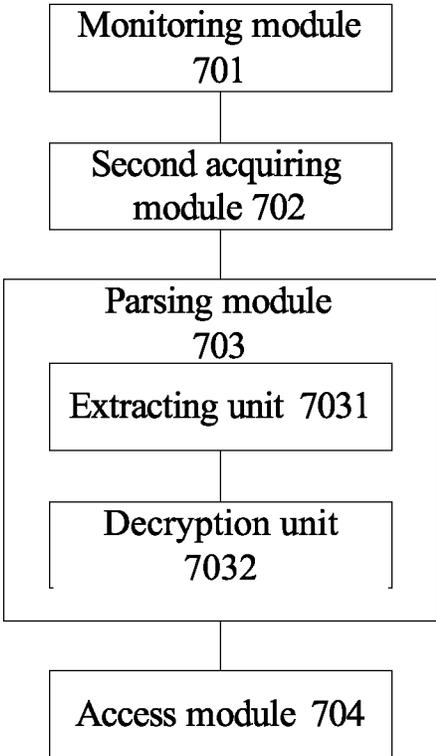 Monitoring module
701
Second acquiring
module 702
Parsing module
703
Extracting unit 7031
Decryption unit
7032
Access module 704